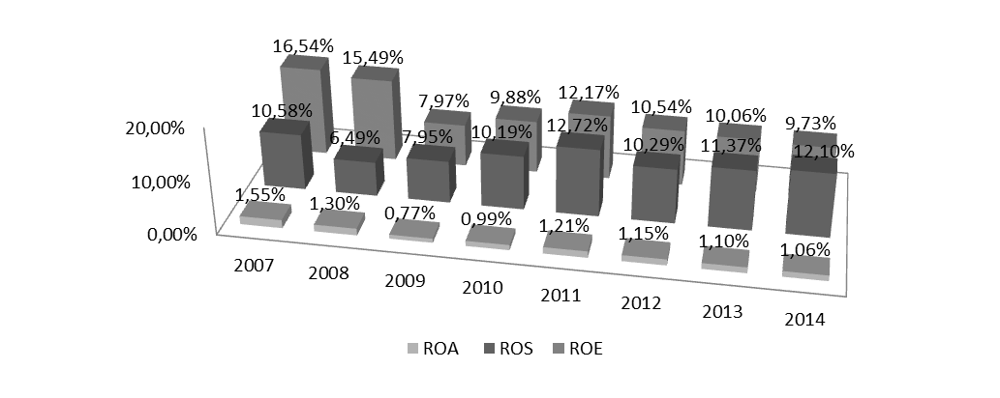 16,54% 15,49% 7,97% 9,88% 12,17% 10,54% 10,06% 9,73%
10,58% 6,49% 7,95% 10,19% 12,72% 10,29% 11,37% 12,10%
1,55% 1,30% 0,77% 0,99% 1,21% 1,15% 1,10% 1,06%
20,00%
10,00%
0,00%
2007 2008 2009 2010 2011 2012 2013 2014
ROA ROS ROE